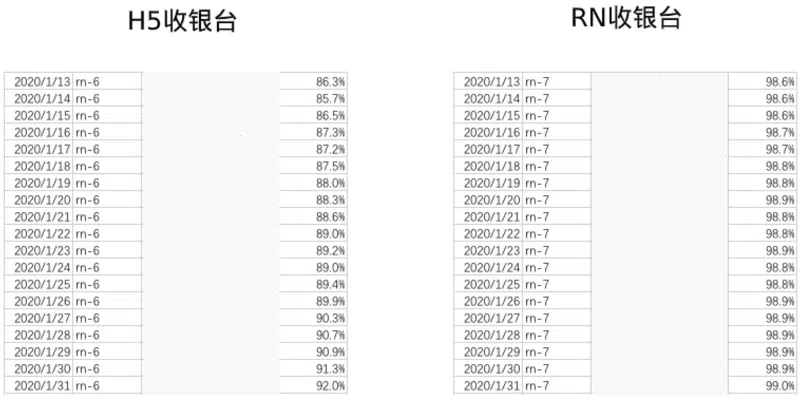 H5收银台
2020/1/13 rn-6 86.3%
2020/1/14 rn-6 85.7%
2020/1/15 rn-6 86.5%
2020/1/16 rn-6 87.3%
2020/1/17 rn-6 87.2%
2020/1/18 rn-6 87.5%
2020/1/19 rn-6 88.0%
2020/1/20 rn-6 88.3%
2020/1/21 rn-6 88.6%
2020/1/22 rn-6 89.0%
2020/1/23 rn-6 89.2%
2020/1/24 rn-6 89.0%
2020/1/25 rn-6 89.4%
2020/1/26 rn-6 89.9%
2020/1/27 rn-6 90.3%
2020/1/28 rn-6 90.7%
2020/1/29 rn-6 90.9%
2020/1/30 rn-6 91.3%
2020/1/31 rn-6 92.0%
RN收银台
2020/1/13 rn-7 98.6%
2020/1/14 rn-7 98.6%
2020/1/15 rn-7 98.6%
2020/1/16 rn-7 98.7%
2020/1/17 rn-7 98.7%
2020/1/18 rn-7 98.8%
2020/1/19 rn-7 98.8%
2020/1/20 rn-7 98.9%
2020/1/21 rn-7 98.8%
2020/1/22 rn-7 98.8%
2020/1/23 rn-7 98.9%
2020/1/24 rn-7 98.8%
2020/1/25 rn-7 98.8%
2020/1/26 rn-7 98.9%
2020/1/27 rn-7 98.9%
2020/1/28 rn-7 98.9%
2020/1/29 rn-7 98.9%
2020/1/30 rn-7 98.9%
2020/1/31 rn-7 99.0%